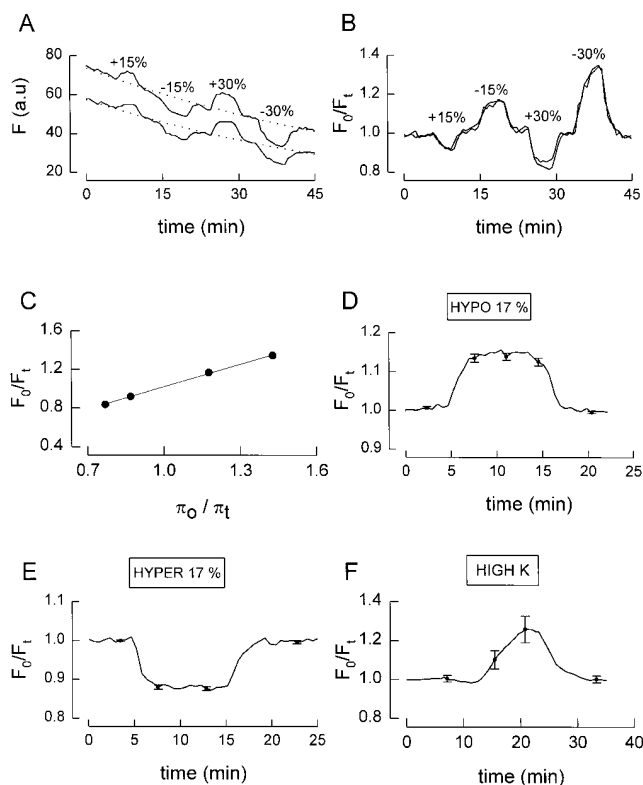 A
F (a.u)
80
60
40
20
+15%
-15%
+30%
-30%
0 15 30 45
time (min)
B
F0/Ft
1.4
1.2
1.0
0.8
+15%
-15%
+30%
-30%
0 15 30 45
time (min)
C
F0/Ft
1.6
1.2
0.8
0.4
0.7 1.0 1.3 1.6
πo / πt
D
HYPO 17 %
F0/Ft
1.2
1.1
1.0
0.9
0 5 10 15 20 25
time (min)
E
HYPER 17 %
F0/Ft
1.1
1.0
0.9
0.8
0 5 10 15 20 25
time (min)
F
HIGH K
F0/Ft
1.4
1.2
1.0
0.8
0 10 20 30 40
time (min)